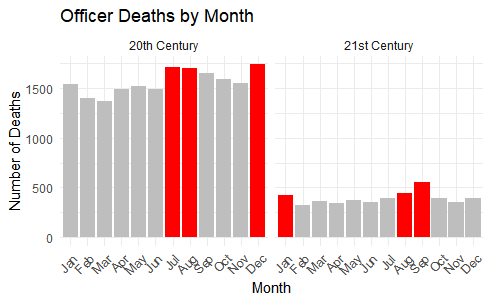 Officer Deaths by Month
20th Century 21st Century
Number of Deaths
1500
1000
500
0
Jan Feb Mar Apr May Jun Jul Aug Sep Oct Nov Dec Jan Feb Mar Apr May Jun Jul Aug Sep Oct Nov Dec
Month